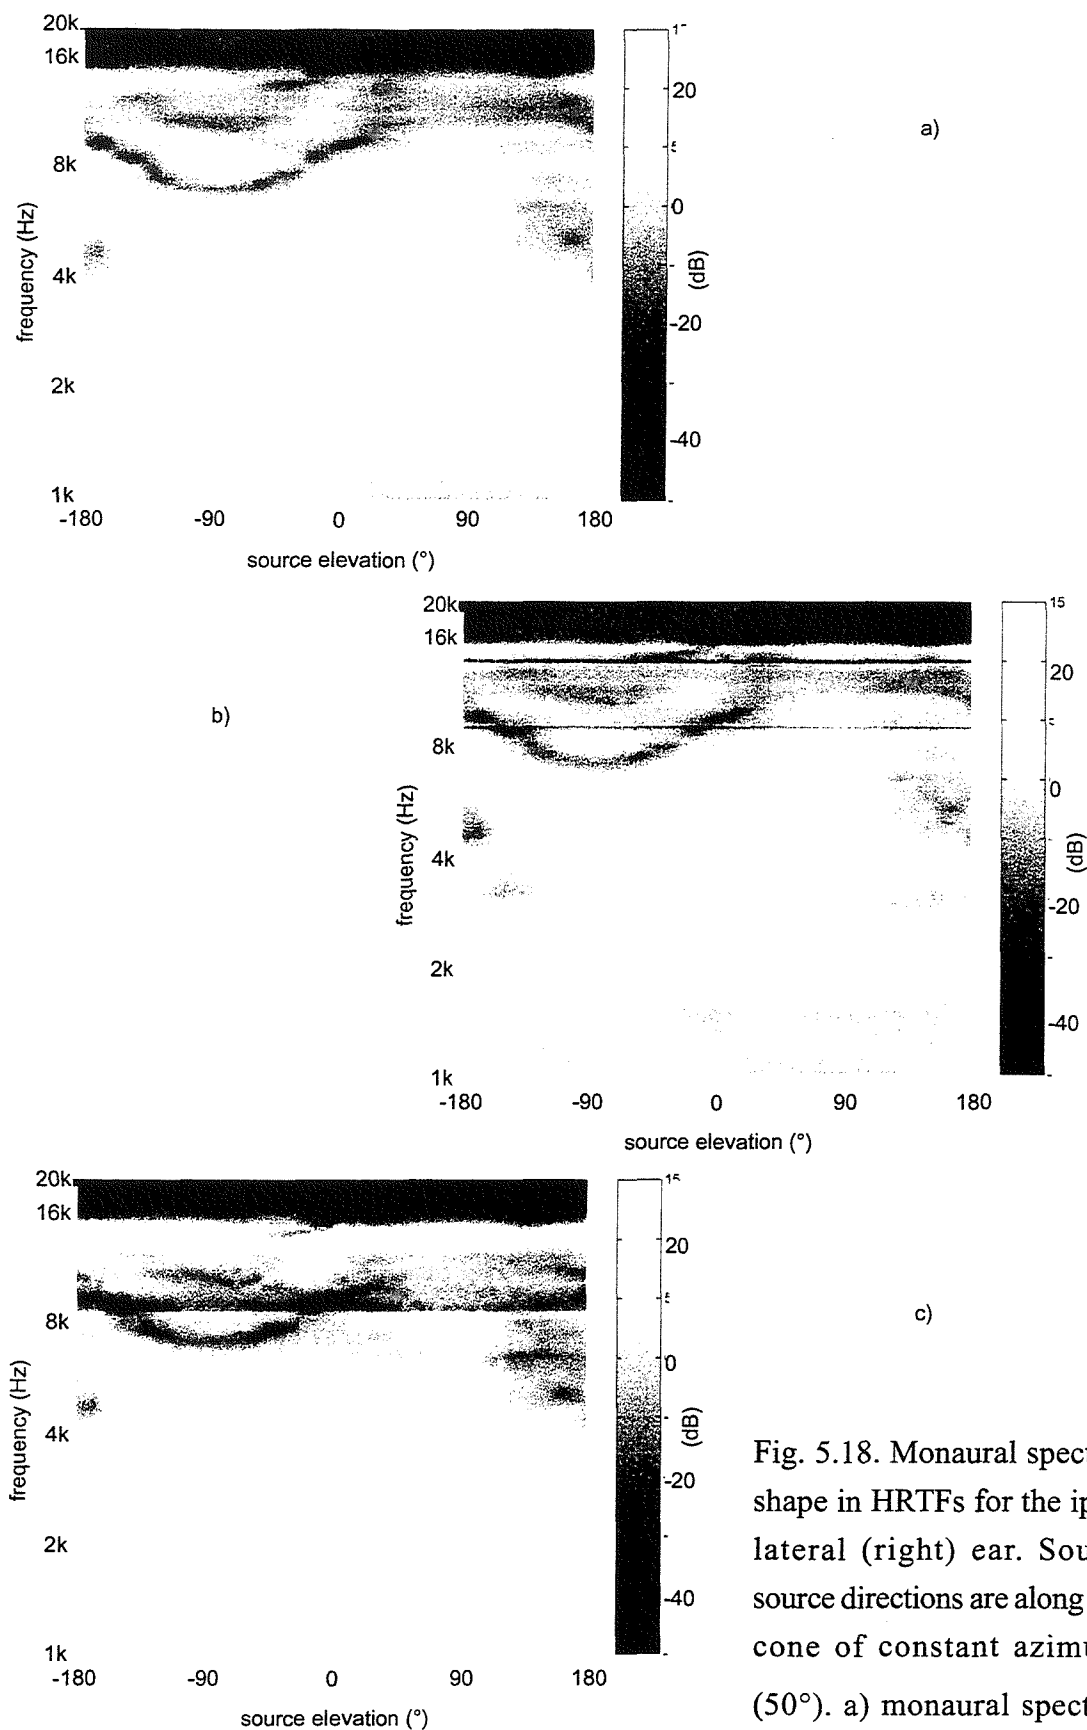 20k
16k
8k
4k
2k
1k
frequency (Hz)
-180 -90 0 90 180
source elevation (°)
20
0
-20
-40
(dB)
a)
20k
16k
8k
4k
2k
1k
frequency (Hz)
-180 -90 0 90 180
source elevation (°)
15
20
0
-20
-40
(dB)
b)
20k
16k
8k
4k
2k
1k
frequency (Hz)
-180 -90 0 90 180
source elevation (°)
15
20
0
-20
-40
(dB)
c)
Fig. 5.18. Monaural spect
shape in HRTFs for the ip
lateral (right) ear. Sou
source directions are along
cone of constant azimu
(50°). a) monaural spect